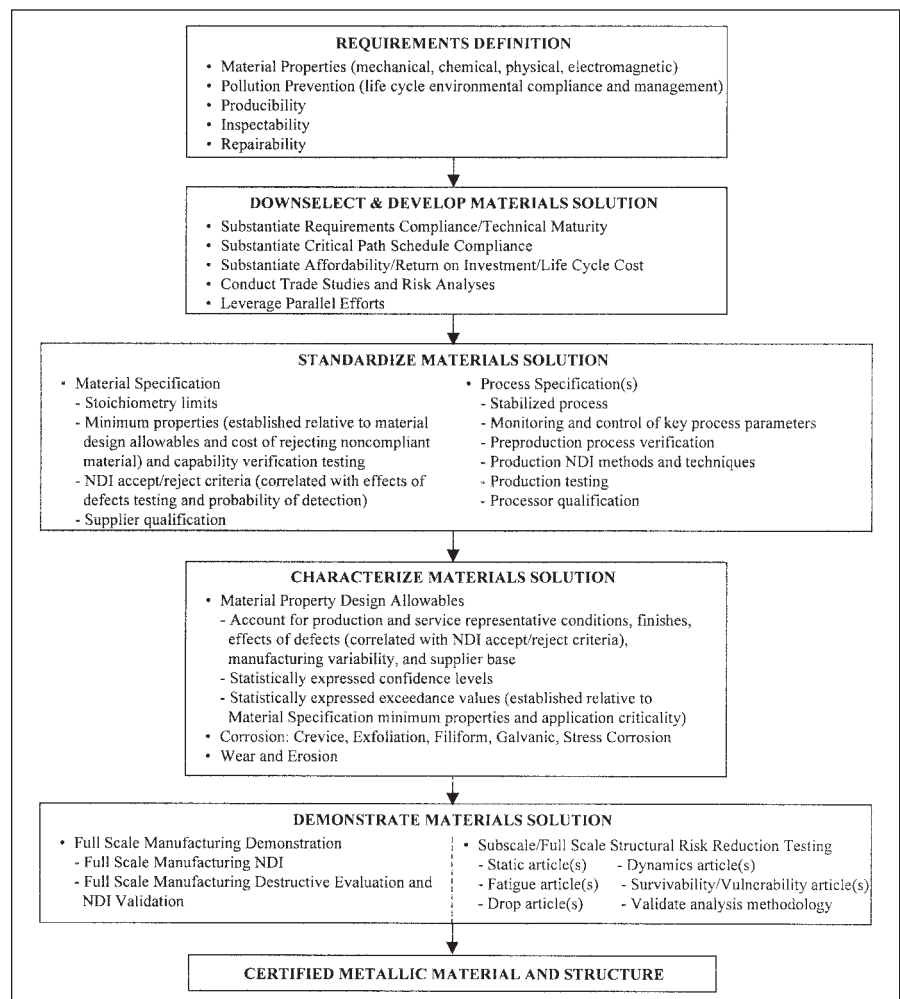 REQUIREMENTS DEFINITION
• Material Properties (mechanical, chemical, physical, electromagnetic)
• Pollution Prevention (life cycle environmental compliance and management)
• Producibility
• Inspectability
• Repairability
DOWNSELECT & DEVELOP MATERIALS SOLUTION
• Substantiate Requirements Compliance/Technical Maturity
• Substantiate Critical Path Schedule Compliance
• Substantiate Affordability/Return on Investment/Life Cycle Cost
• Conduct Trade Studies and Risk Analyses
• Leverage Parallel Efforts
STANDARDIZE MATERIALS SOLUTION
• Material Specification
- Stoichiometry limits
- Minimum properties (established relative to material
design allowables and cost of rejecting noncompliant
material) and capability verification testing
- NDI accept/reject criteria (correlated with effects of
defects testing and probability of detection)
- Supplier qualification
• Process Specification(s)
- Stabilized process
- Monitoring and control of key process parameters
- Preproduction process verification
- Production NDI methods and techniques
- Production testing
- Processor qualification
CHARACTERIZE MATERIALS SOLUTION
• Material Property Design Allowables
- Account for production and service representative conditions, finishes,
effects of defects (correlated with NDI accept/reject criteria),
manufacturing variability, and supplier base
- Statistically expressed confidence levels
- Statistically expressed exceedance values (established relative to
Material Specification minimum properties and application criticality)
• Corrosion: Crevice, Exfoliation, Filiform, Galvanic, Stress Corrosion
• Wear and Erosion
DEMONSTRATE MATERIALS SOLUTION
• Full Scale Manufacturing Demonstration
- Full Scale Manufacturing NDI
- Full Scale Manufacturing Destructive Evaluation and
NDI Validation
• Subscale/Full Scale Structural Risk Reduction Testing
- Static article(s) - Dynamics article(s)
- Fatigue article(s) - Survivability/Vulnerability article(s)
- Drop article(s) - Validate analysis methodology
CERTIFIED METALLIC MATERIAL AND STRUCTURE